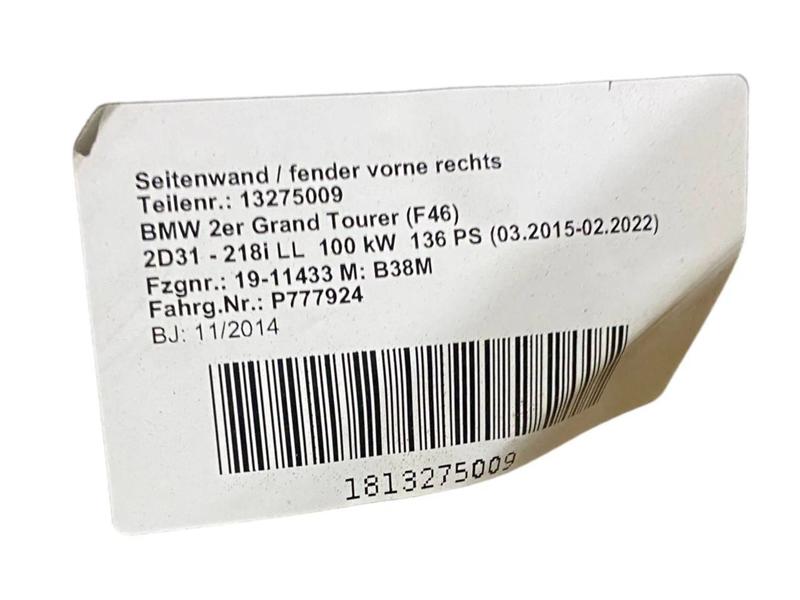 Seitenwand / fender vorne rechts
Teilenr.: 13275009
BMW 2er Grand Tourer (F46)
2D31 - 218i LL 100 kW 136 PS (03.2015-02.2022)
Fzgnr.: 19-11433 M: B38M
Fahrg.Nr.: P777924
BJ: 11/2014
1813275009